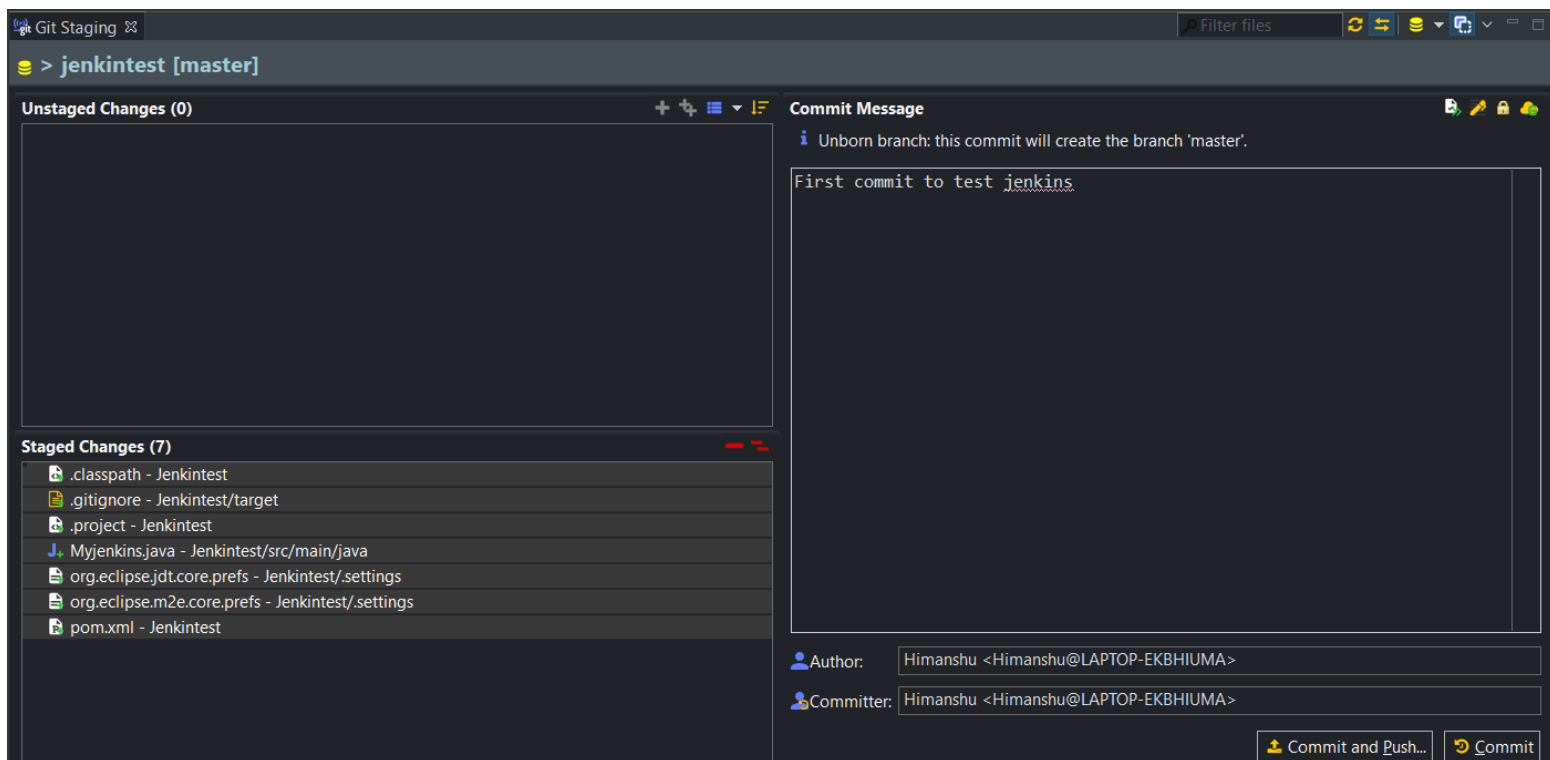 Git Staging
Filter files
> jenkintest [master]
Unstaged Changes (0)
Commit Message
Unborn branch: this commit will create the branch 'master'.
First commit to test jenkins
Staged Changes (7)
.classpath - Jenkintest
.gitignore - Jenkintest/target
.project - Jenkintest
Myjenkins.java - Jenkintest/src/main/java
org.eclipse.jdt.core.prefs - Jenkintest/.settings
org.eclipse.m2e.core.prefs - Jenkintest/.settings
pom.xml - Jenkintest
Author: Himanshu <Himanshu@LAPTOP-EKBHIUMA>
Committer: Himanshu <Himanshu@LAPTOP-EKBHIUMA>
Commit and Push... Commit